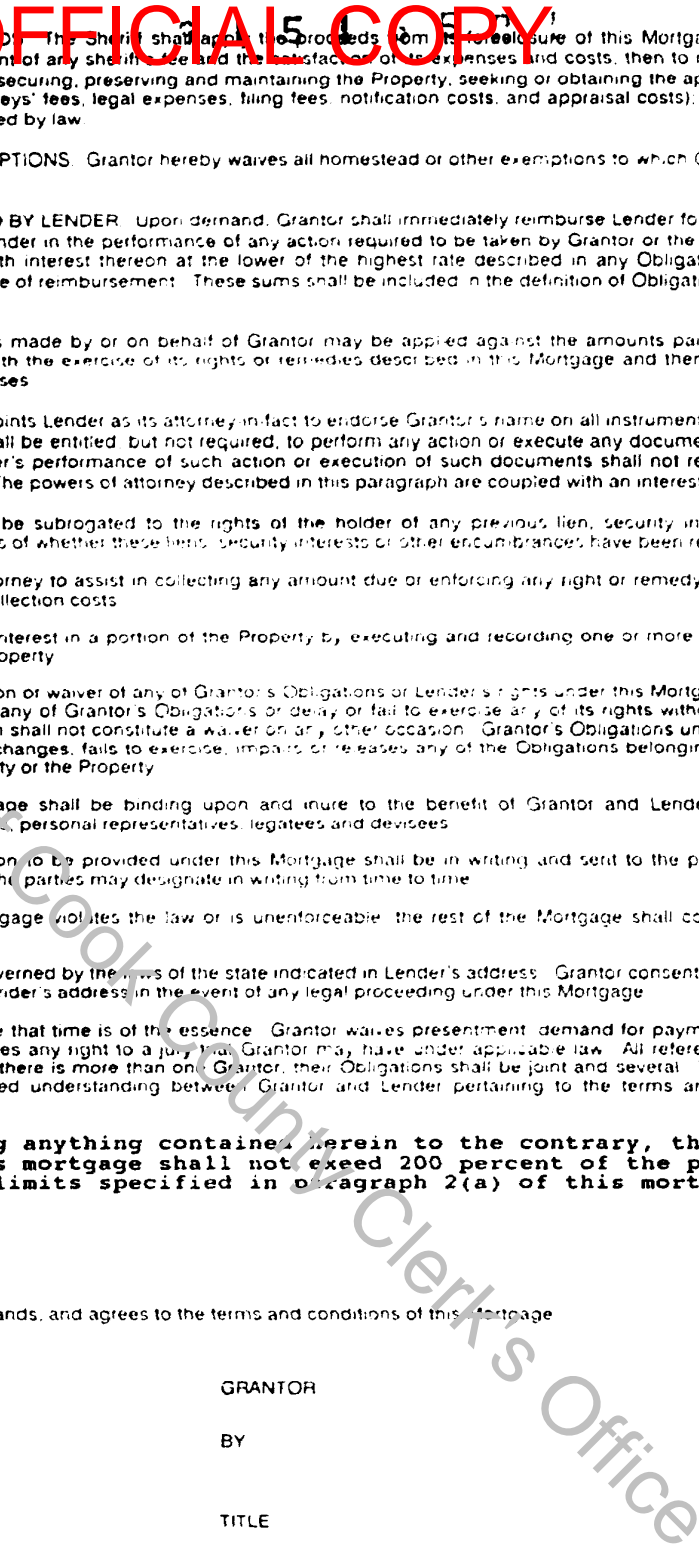 OFFICIAL COPY
The Sheriff shall apply the proceeds from its foreclosure of this Mortga
nt of any sheriff's fee and the satisfaction of its expenses and costs, then to
securing, preserving and maintaining the Property, seeking or obtaining the ap
eys' fees, legal expenses, filing fees, notification costs, and appraisal costs);
ed by law
PTIONS. Grantor hereby waives all homestead or other exemptions to which
D BY LENDER. Upon demand, Grantor shall immediately reimburse Lender fo
nder in the performance of any action required to be taken by Grantor or the
th interest thereon at the lower of the highest rate described in any Obligat
e of reimbursement. These sums shall be included in the definition of Obligat
s made by or on behalf of Grantor may be applied against the amounts pa
th the exercise of its rights or remedies described in this Mortgage and then
ses
oints Lender as its attorney-in-fact to endorse Grantor's name on all instrument
all be entitled, but not required, to perform any action or execute any docume
er's performance of such action or execution of such documents shall not re
The powers of attorney described in this paragraph are coupled with an interest
be subrogated to the rights of the holder of any previous lien, security in
s of whether these liens, security interests or other encumbrances have been re
orney to assist in collecting any amount due or enforcing any right or remedy
llection costs
nterest in a portion of the Property by executing and recording one or more
operty
on or waiver of any of Grantor's Obligations or Lender's rights under this Mortg
any of Grantor's Obligations or delay or fail to exercise any of its rights witho
n shall not constitute a waiver on any other occasion. Grantor's Obligations un
changes, fails to exercise, impairs or releases any of the Obligations belongin
ty or the Property
age shall be binding upon and inure to the benefit of Grantor and Lende
s, personal representatives, legatees and devisees
on to be provided under this Mortgage shall be in writing and sent to the p
he parties may designate in writing from time to time
gage violates the law or is unenforceable, the rest of the Mortgage shall co
verned by the laws of the state indicated in Lender's address. Grantor consent
nder's address in the event of any legal proceeding under this Mortgage
e that time is of the essence. Grantor waives presentment, demand for paym
es any right to a jury trial Grantor may have under applicable law. All refere
there is more than one Grantor, their Obligations shall be joint and several
ed understanding between Grantor and Lender pertaining to the terms an
g anything contained herein to the contrary, th
s mortgage shall not exeed 200 percent of the p
limits specified in paragraph 2(a) of this mort
ands, and agrees to the terms and conditions of this Mortgage
GRANTOR
BY
TITLE
Cook County Clerk's Office